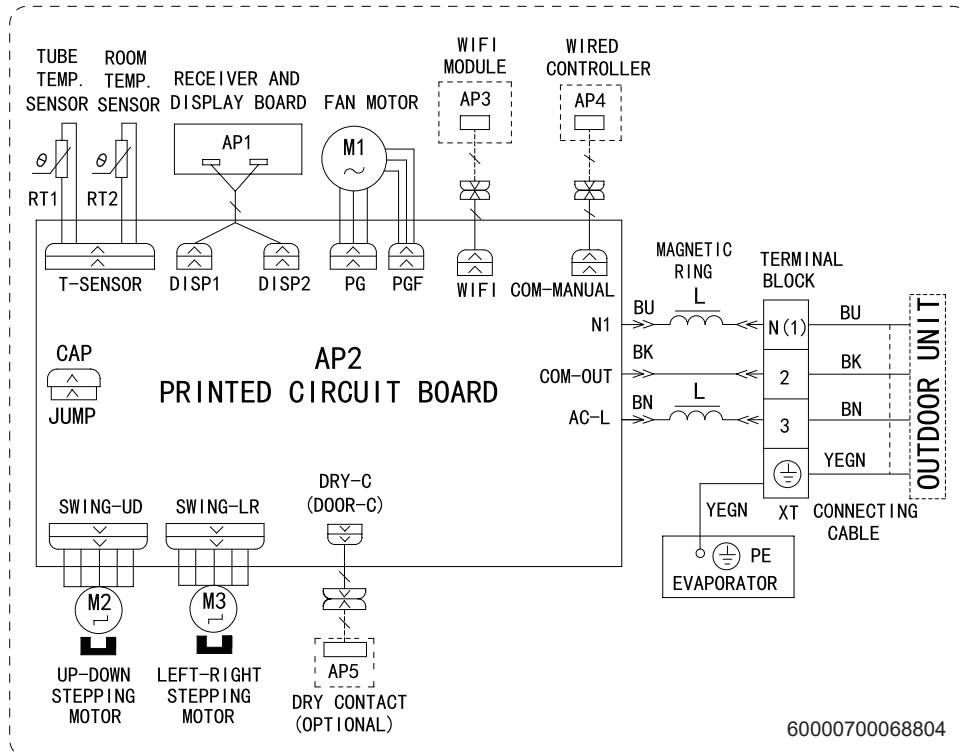 TUBE
TEMP.
SENSOR
ROOM
TEMP.
SENSOR
RECEIVER AND
DISPLAY BOARD
FAN MOTOR
WIFI
MODULE
WIRED
CONTROLLER
AP3
AP4
AP1
M1
θ
θ
RT1
RT2
T-SENSOR
DISP1
DISP2
PG
PGF
WIFI
COM-MANUAL
MAGNETIC
RING
TERMINAL
BLOCK
N1
BU
L
N(1)
BU
CAP
JUMP
AP2
PRINTED CIRCUIT BOARD
COM-OUT
BK
2
BK
AC-L
BN
L
3
BN
YEGN
OUTDOOR UNIT
YEGN
XT
CONNECTING
CABLE
PE
EVAPORATOR
SWING-UD
SWING-LR
DRY-C
(DOOR-C)
M2
M3
UP-DOWN
STEPPING
MOTOR
LEFT-RIGHT
STEPPING
MOTOR
AP5
DRY CONTACT
(OPTIONAL)
60000700068804